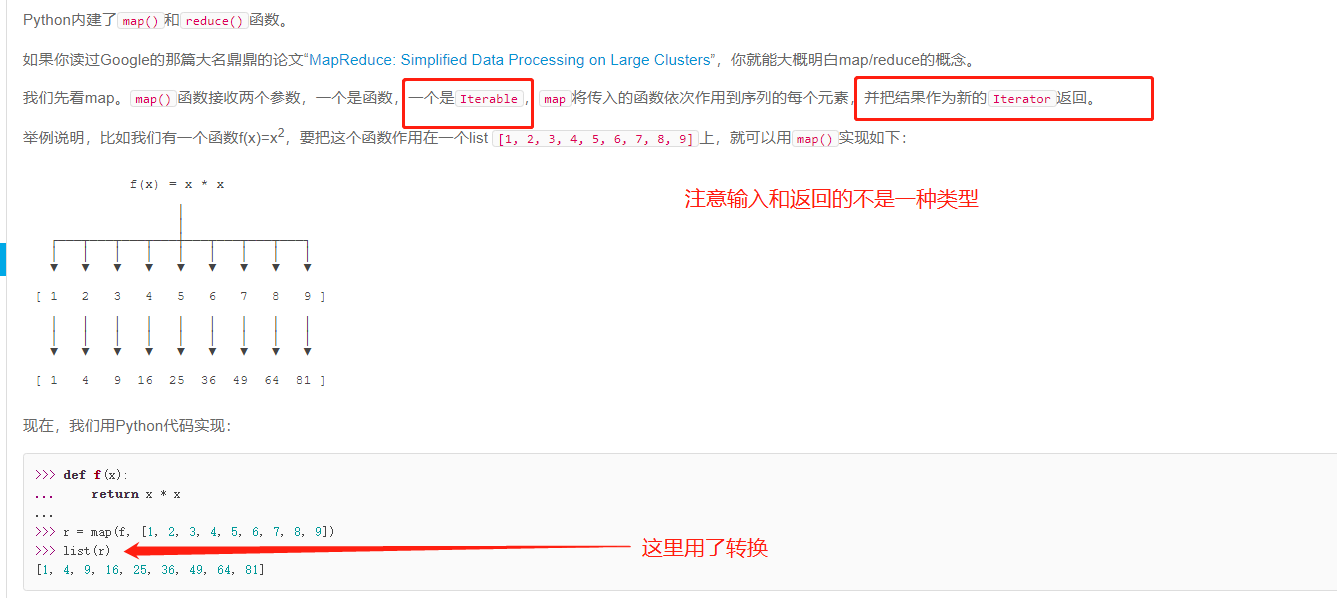 Python内建了map()和reduce()函数。
如果你读过Google的那篇大名鼎鼎的论文“MapReduce: Simplified Data Processing on Large Clusters”，你就能大概明白map/reduce的概念。
我们先看map。map()函数接收两个参数，一个是函数，一个是Iterable，map将传入的函数依次作用到序列的每个元素，并把结果作为新的Iterator返回。
举例说明，比如我们有一个函数f(x)=x2，要把这个函数作用在一个list [1, 2, 3, 4, 5, 6, 7, 8, 9]上，就可以用map()实现如下：
f(x) = x * x
注意输入和返回的不是一种类型
[ 1 2 3 4 5 6 7 8 9 ]
[ 1 4 9 16 25 36 49 64 81 ]
现在，我们用Python代码实现：
>>> def f(x):
...     return x * x
...
>>> r = map(f, [1, 2, 3, 4, 5, 6, 7, 8, 9])
>>> list(r) 这里用了转换
[1, 4, 9, 16, 25, 36, 49, 64, 81]